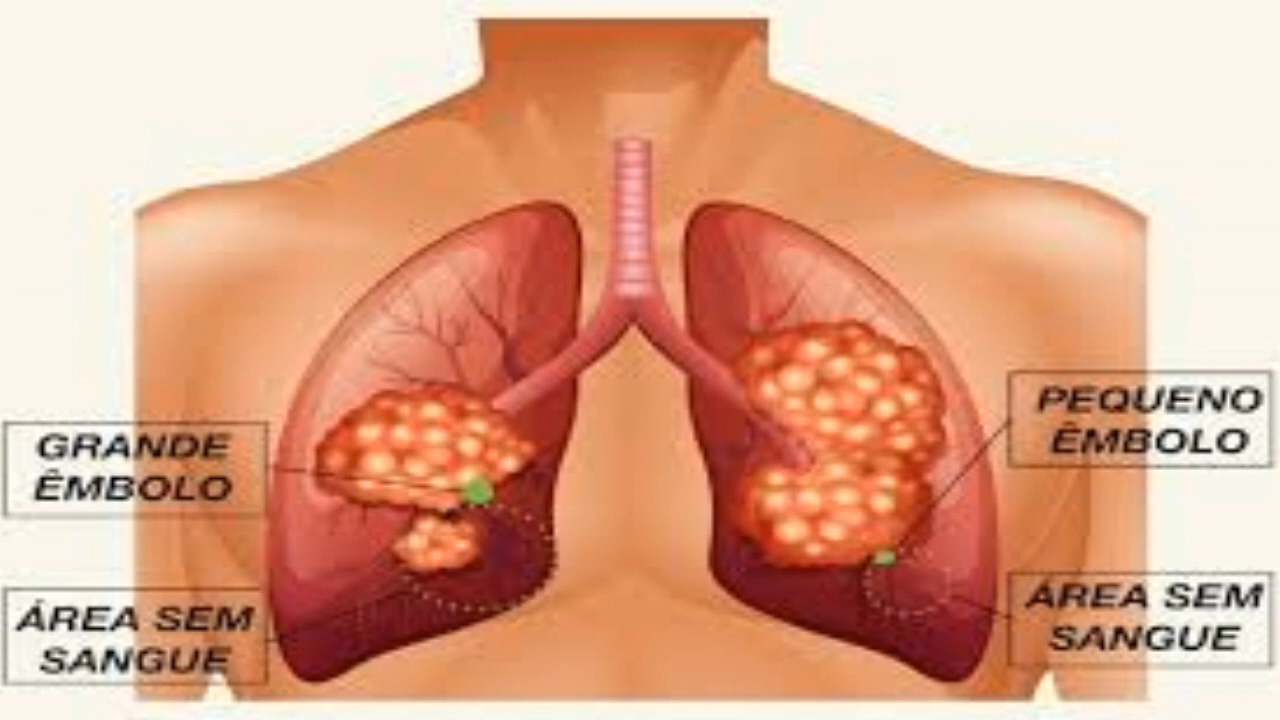 GRANDE
ÊMBOLO
ÁREA SEM
SANGUE
PEQUENO
ÊMBOLO
ÁREA SEM
SANGUE